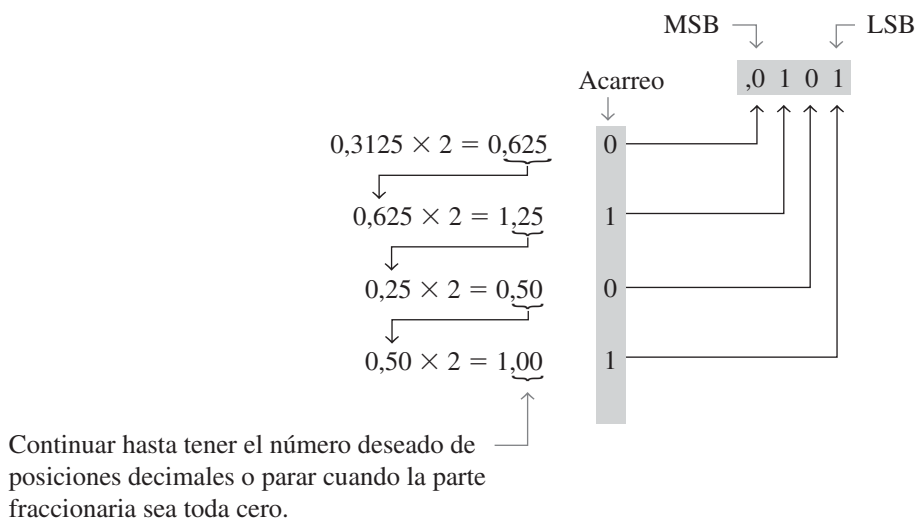 MSB LSB
,0 1 0 1
Acarreo
0,3125 × 2 = 0,625 0
0,625 × 2 = 1,25 1
0,25 × 2 = 0,50 0
0,50 × 2 = 1,00 1
Continuar hasta tener el número deseado de
posiciones decimales o parar cuando la parte
fraccionaria sea toda cero.